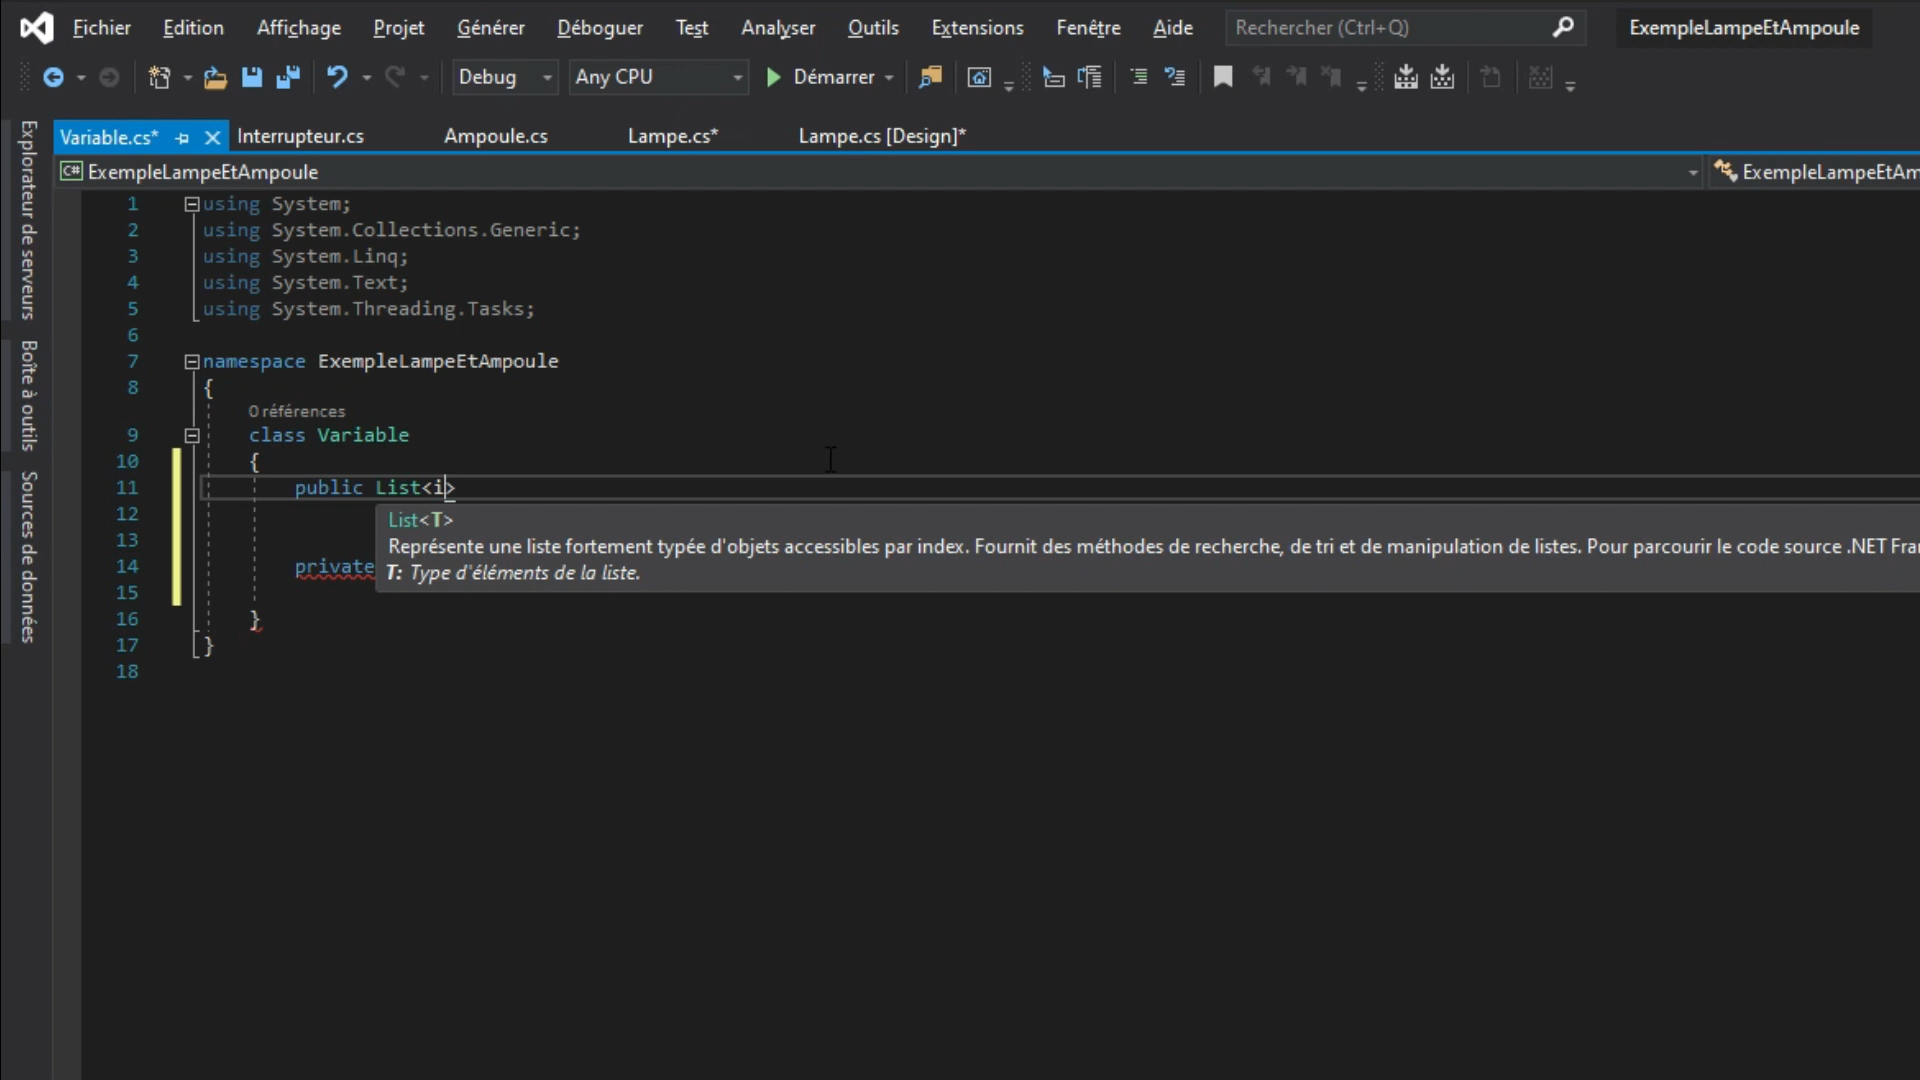 Fichier Edition Affichage Projet Générer Déboguer Test Analyser Outils Extensions Fenêtre Aide Rechercher (Ctrl+Q) ExempleLampeEtAmpoule
Debug Any CPU Démarrer
Explorateur de serveurs
Boîte à outils
Sources de données
Variable.cs* Interrupteur.cs Ampoule.cs Lampe.cs* Lampe.cs [Design]*
C# ExempleLampeEtAmpoule ExempleLampeEtAm
1 using System;
2 using System.Collections.Generic;
3 using System.Linq;
4 using System.Text;
5 using System.Threading.Tasks;
6
7 namespace ExempleLampeEtAmpoule
8 {
0 références
9 class Variable
10 {
11 public List<i>
12
List<T>
13
Représente une liste fortement typée d'objets accessibles par index. Fournit des méthodes de recherche, de tri et de manipulation de listes. Pour parcourir le code source .NET Fra
14 private
T: Type d'éléments de la liste.
15
16 }
17 }
18